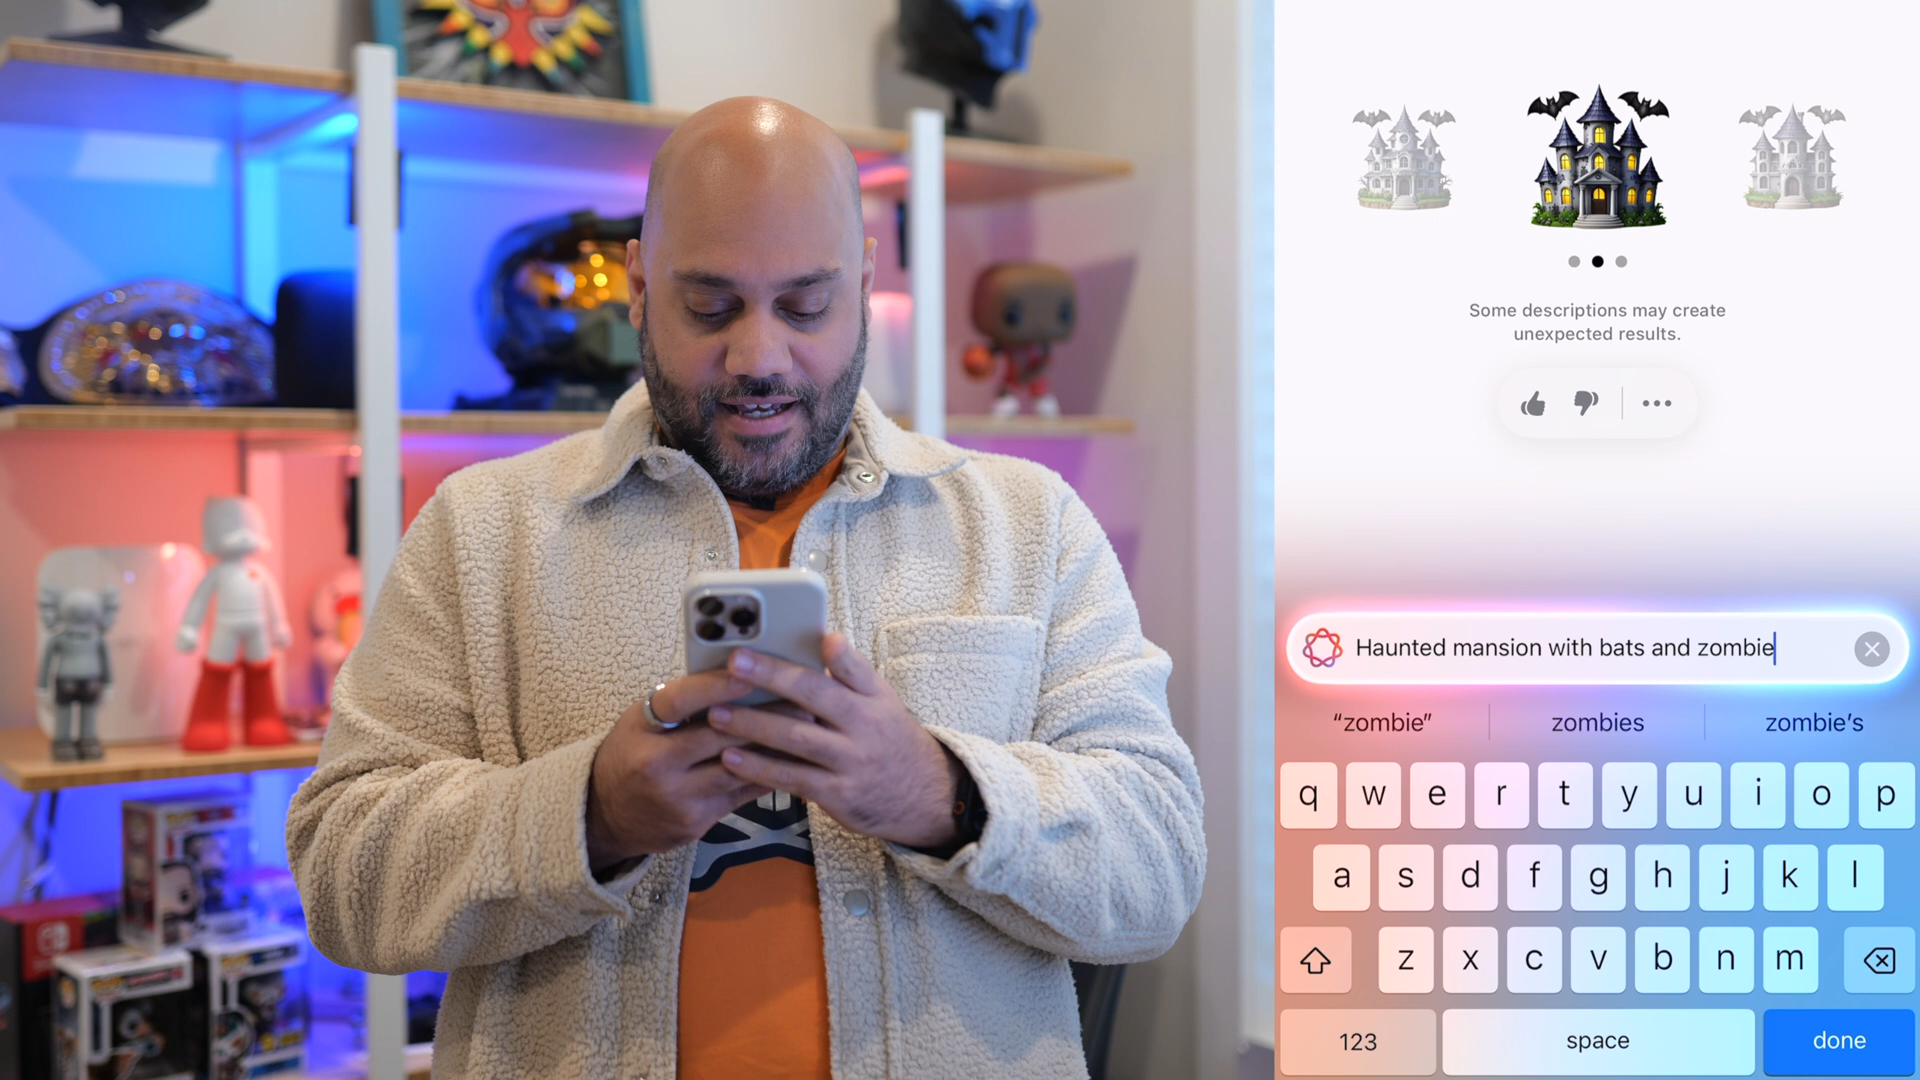 Some descriptions may create
unexpected results.
Haunted mansion with bats and zombie
“zombie” zombies zombie’s
q w e r t y u i o p
a s d f g h j k l
z x c v b n m
123 space done